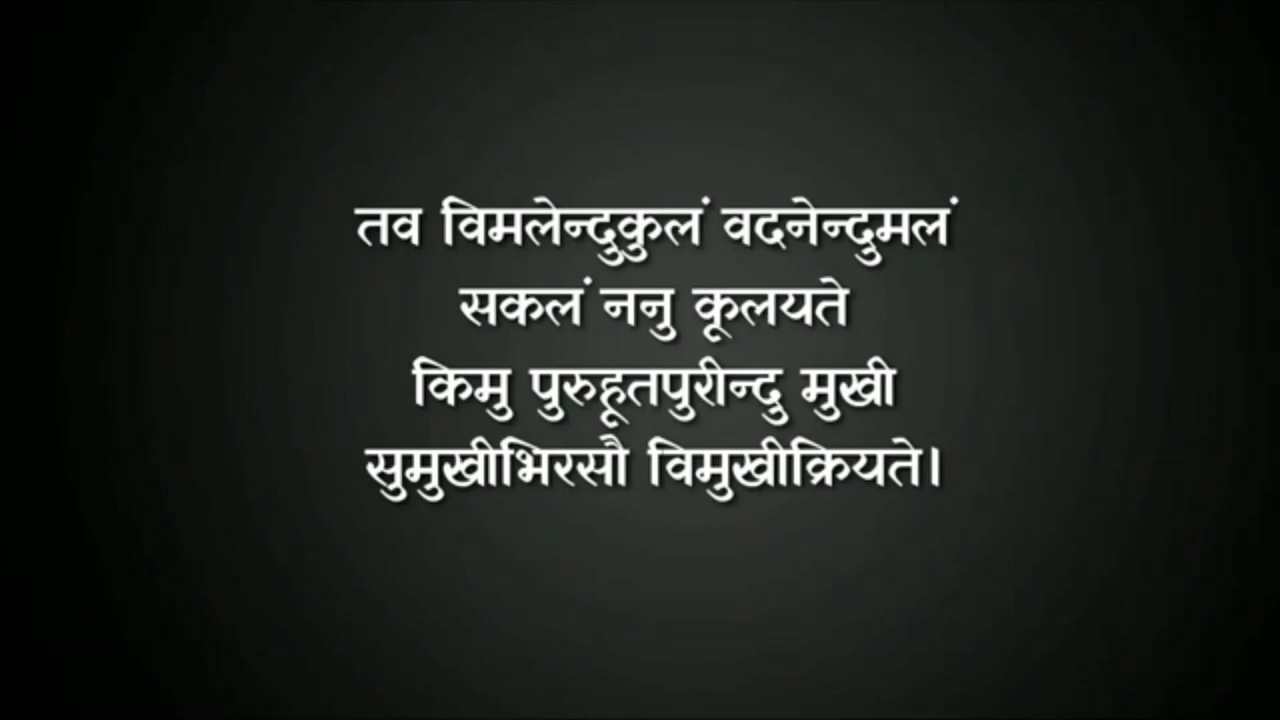 तव विमलेन्दुकुलं वदनेन्दुमलं
सकलं ननु कूलयते
किमु पुरुहूतपुरीन्दु मुखी
सुमुखीभिरसौ विमुखीक्रियते।